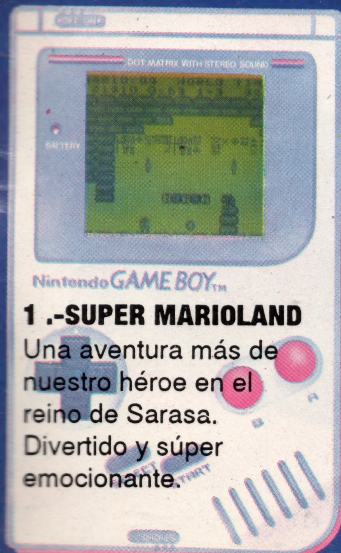 DOT MATRIX WITH STEREO SOUND
BATTERY
Nintendo GAME BOY TM
1 .-SUPER MARIOLAND
Una aventura más de
nuestro héroe en el
reino de Sarasa.
Divertido y súper
emocionante.
A
B